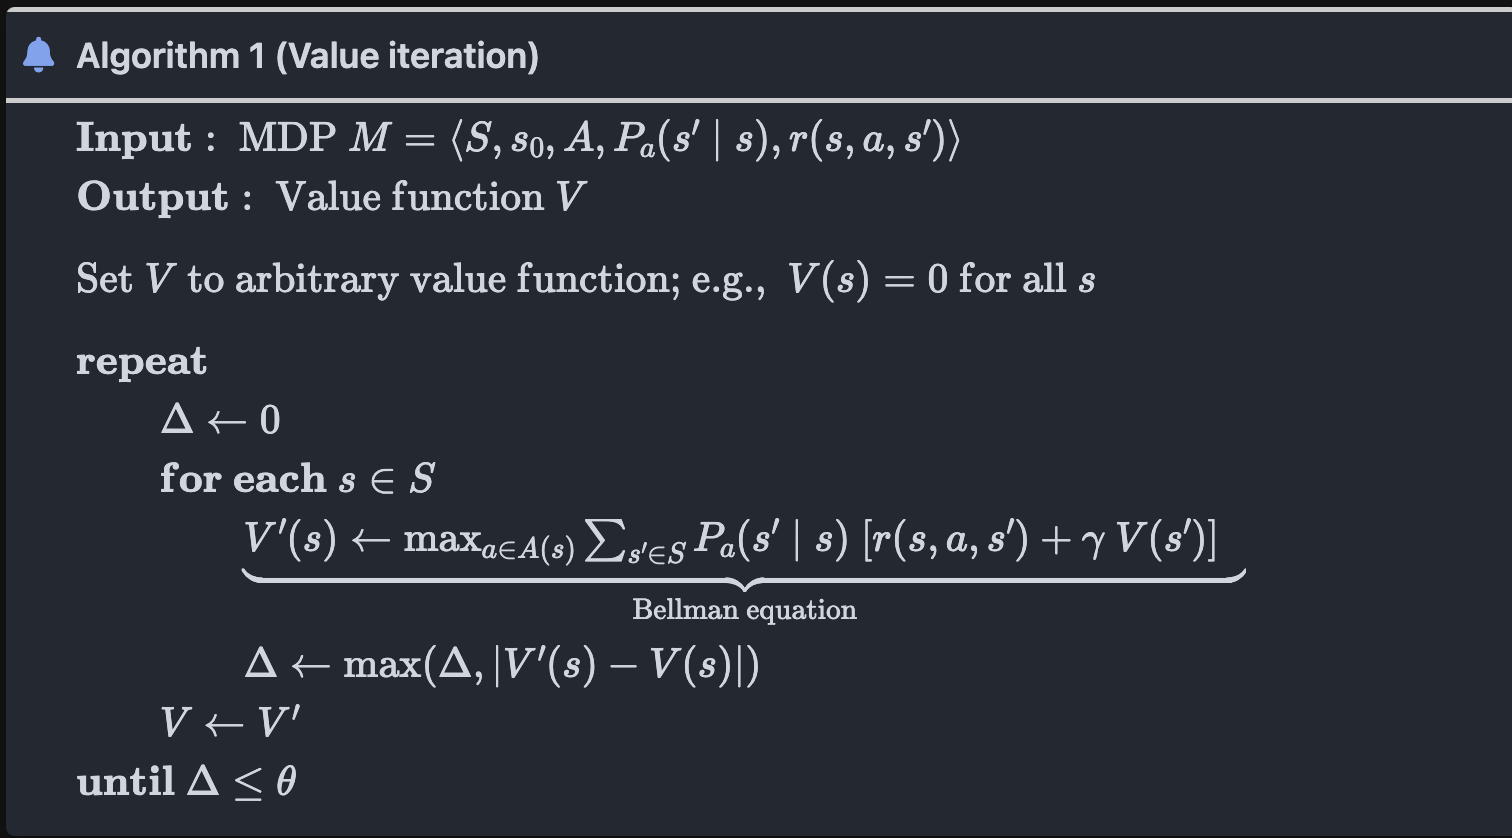 Algorithm 1 (Value iteration)
Input : MDP M = ⟨S, s₀, A, Pₐ(s′ | s), r(s, a, s′)⟩
Output : Value function V
Set V to arbitrary value function; e.g., V(s) = 0 for all s
repeat
Δ ← 0
for each s ∈ S
V′(s) ← max_{a∈A(s)} ∑_{s′∈S} Pₐ(s′ | s) [r(s, a, s′) + γ V(s′)]
Bellman equation
Δ ← max(Δ, |V′(s) − V(s)|)
V ← V′
until Δ ≤ θ